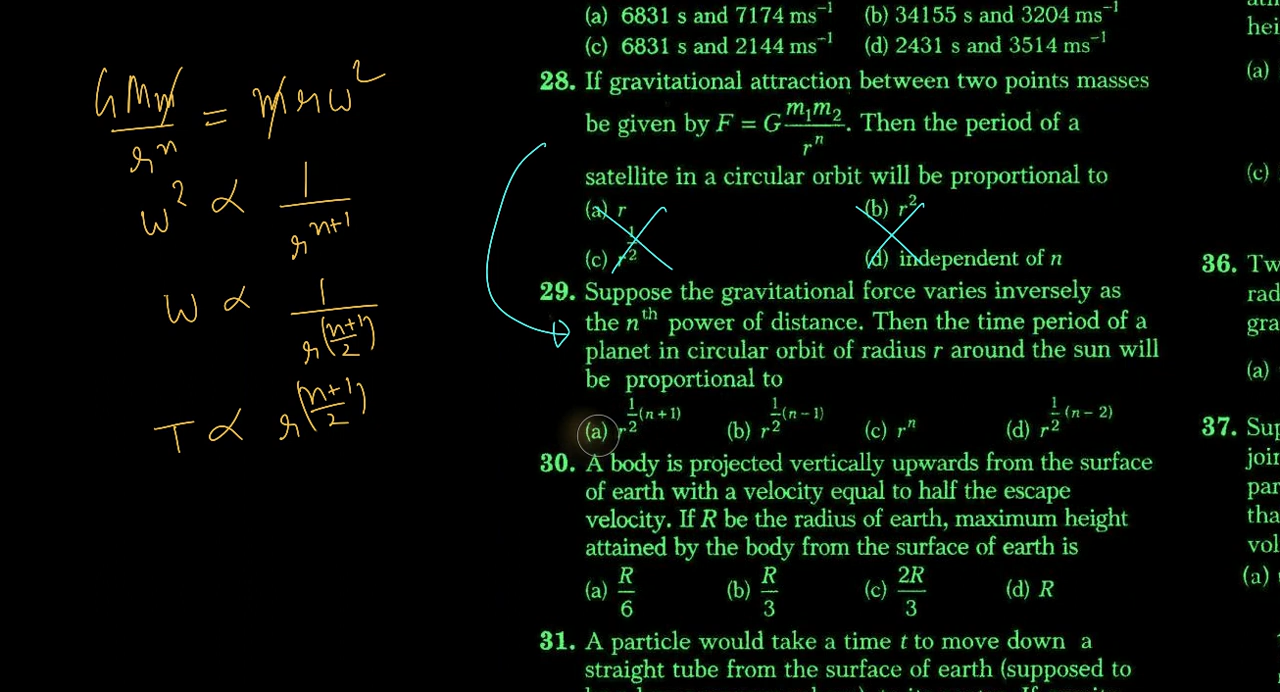 GMm/r^n = mrω^2
ω^2 ∝ 1/r^{n+1}
ω ∝ 1/r^{(n+1/2)}
T ∝ r^{(n+1/2)}
(a) 6831 s and 7174 ms⁻¹ (b) 34155 s and 3204 ms⁻¹
(c) 6831 s and 2144 ms⁻¹ (d) 2431 s and 3514 ms⁻¹
28. If gravitational attraction between two points masses
be given by F = G m₁m₂/r^n. Then the period of a
satellite in a circular orbit will be proportional to
(a) r (b) r²
(c) r^{1/2} (d) independent of n
29. Suppose the gravitational force varies inversely as
the n^th power of distance. Then the time period of a
planet in circular orbit of radius r around the sun will
be proportional to
(a) r^{1/2(n+1)} (b) r^{1/2(n−1)} (c) r^n (d) r^{1/2(n−2)}
30. A body is projected vertically upwards from the surface
of earth with a velocity equal to half the escape
velocity. If R be the radius of earth, maximum height
attained by the body from the surface of earth is
(a) R/6 (b) R/3 (c) 2R/3 (d) R
31. A particle would take a time t to move down a
straight tube from the surface of earth (supposed to
hei
(a)
(c)
36. Tw
rad
gra
(a)
37. Sup
join
par
tha
vol
(a)